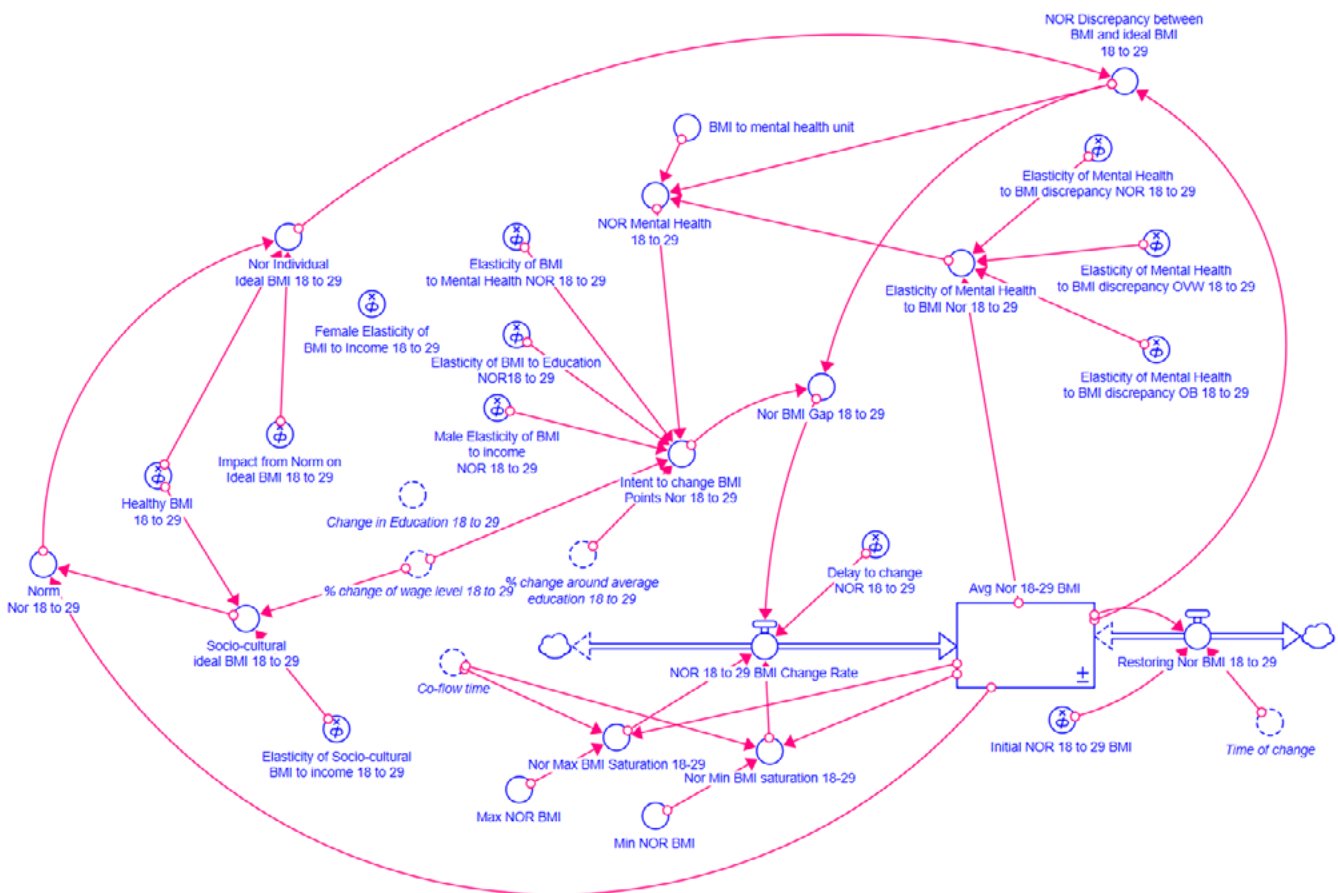 NOR Discrepancy between
BMI and ideal BMI
18 to 29
BMI to mental health unit
Elasticity of Mental Health
to BMI discrepancy NOR 18 to 29
NOR Mental Health
18 to 29
Nor Individual
Ideal BMI 18 to 29
Elasticity of BMI
to Mental Health NOR 18 to 29
Elasticity of Mental Health
to BMI discrepancy OVW 18 to 29
Elasticity of Mental Health
to BMI Nor 18 to 29
Female Elasticity of
BMI to Income 18 to 29
Elasticity of BMI to Education
NOR18 to 29
Elasticity of Mental Health
to BMI discrepancy OB 18 to 29
Nor BMI Gap 18 to 29
Male Elasticity of BMI
to income
NOR 18 to 29
Impact from Norm on
Ideal BMI 18 to 29
Intent to change BMI
Points Nor 18 to 29
Healthy BMI
18 to 29
Change in Education 18 to 29
% change of wage level 18 to 29
% change around average
education 18 to 29
Delay to change
NOR 18 to 29
Avg Nor 18-29 BMI
Norm
Nor 18 to 29
Socio-cultural
ideal BMI 18 to 29
Co-flow time
NOR 18 to 29 BMI Change Rate
Restoring Nor BMI 18 to 29
Elasticity of Socio-cultural
BMI to income 18 to 29
Nor Max BMI Saturation 18-29
Nor Min BMI saturation 18-29
Initial NOR 18 to 29 BMI
Time of change
Max NOR BMI
Min NOR BMI